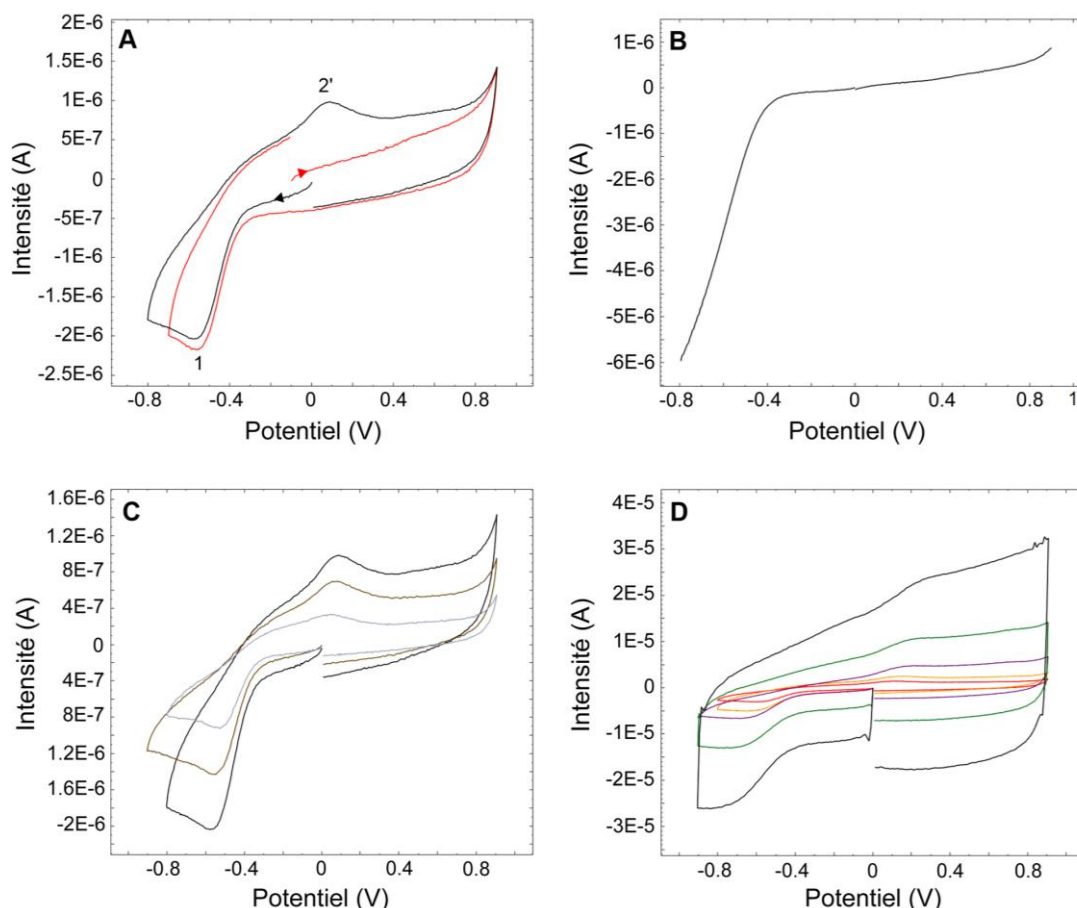 A
2E-6
1.5E-6
1E-6
5E-7
0
-5E-7
-1E-6
-1.5E-6
-2E-6
-2.5E-6
2'
1
-0.8 -0.4 0 0.4 0.8
Potentiel (V)
Intensité (A)
B
1E-6
0
-1E-6
-2E-6
-3E-6
-4E-6
-5E-6
-6E-6
-0.8 -0.4 0 0.4 0.8 1
Potentiel (V)
Intensité (A)
C
1.6E-6
1.2E-6
8E-7
4E-7
0
4E-7
8E-7
1.2E-6
1.6E-6
-2E-6
-0.8 -0.4 0 0.4 0.8
Potentiel (V)
Intensité (A)
D
4E-5
3E-5
2E-5
1E-5
0
-1E-5
-2E-5
-3E-5
-0.8 -0.4 0 0.4 0.8
Potentiel (V)
Intensité (A)